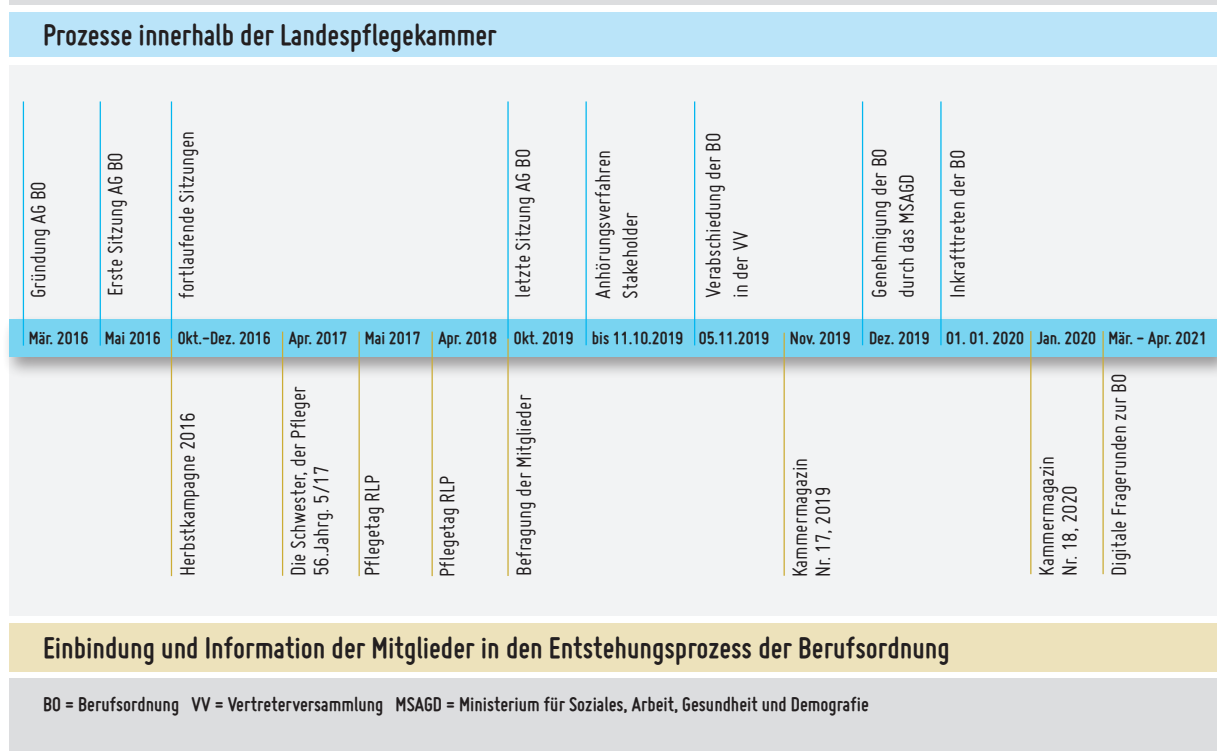 Prozesse innerhalb der Landespflegekammer
Gründung AG BO
Erste Sitzung AG BO
fortlaufende Sitzungen
letzte Sitzung AG BO
Anhörungsverfahren
Stakeholder
Verabschiedung der BO
in der VV
Genehmigung der BO
durch das MSAGD
Inkrafttreten der BO
Mär. 2016 Mai 2016 Okt.–Dez. 2016 Apr. 2017 Mai 2017 Apr. 2018 Okt. 2019 bis 11.10.2019 05.11.2019 Nov. 2019 Dez. 2019 01. 01. 2020 Jan. 2020 Mär. – Apr. 2021
Herbstkampagne 2016
Die Schwester, der Pfleger
56.Jahrg. 5/17
Pflegetag RLP
Pflegetag RLP
Befragung der Mitglieder
Kammermagazin
Nr. 17, 2019
Kammermagazin
Nr. 18, 2020
Digitale Fragerunden zur BO
Einbindung und Information der Mitglieder in den Entstehungsprozess der Berufsordnung
BO = Berufsordnung VV = Vertreterversammlung MSAGD = Ministerium für Soziales, Arbeit, Gesundheit und Demografie